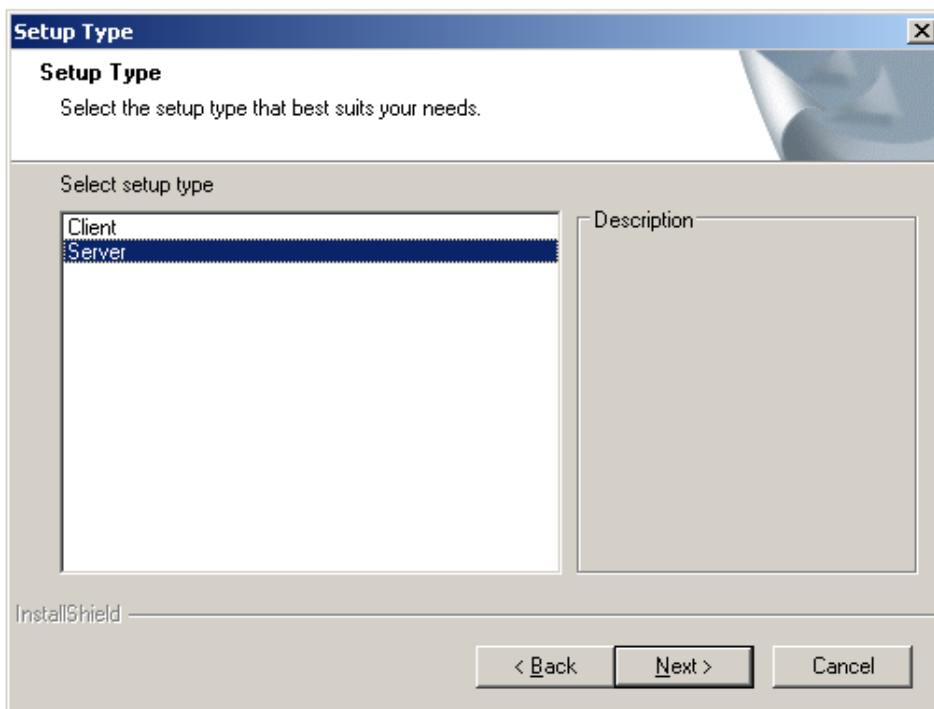 Setup Type
Setup Type
Select the setup type that best suits your needs.
Select setup type
Client
Server
Description
InstallShield
< Back
Next >
Cancel